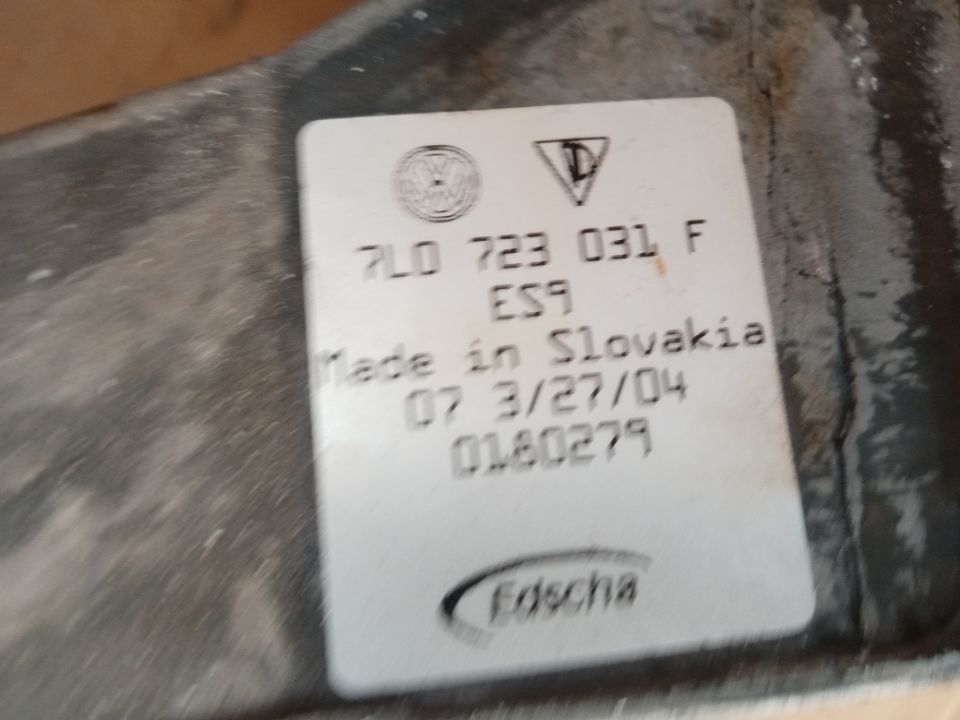 7L0 723 031 F
ES9
Made in Slovakia
07 3/27/04
0180279
Edscha